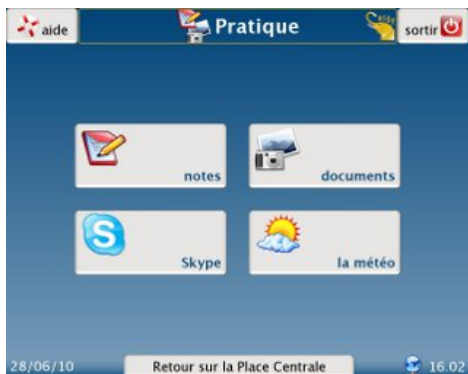 aide
Pratique
sortir
notes
documents
Skype
la météo
28/06/10
Retour sur la Place Centrale
16.02